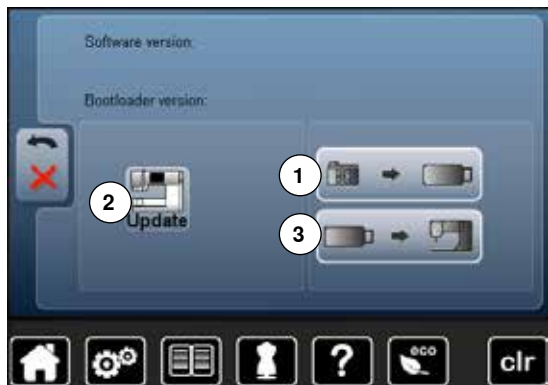 Software version:
Bootloader version:
1
2
Update
3
?
eco
clr